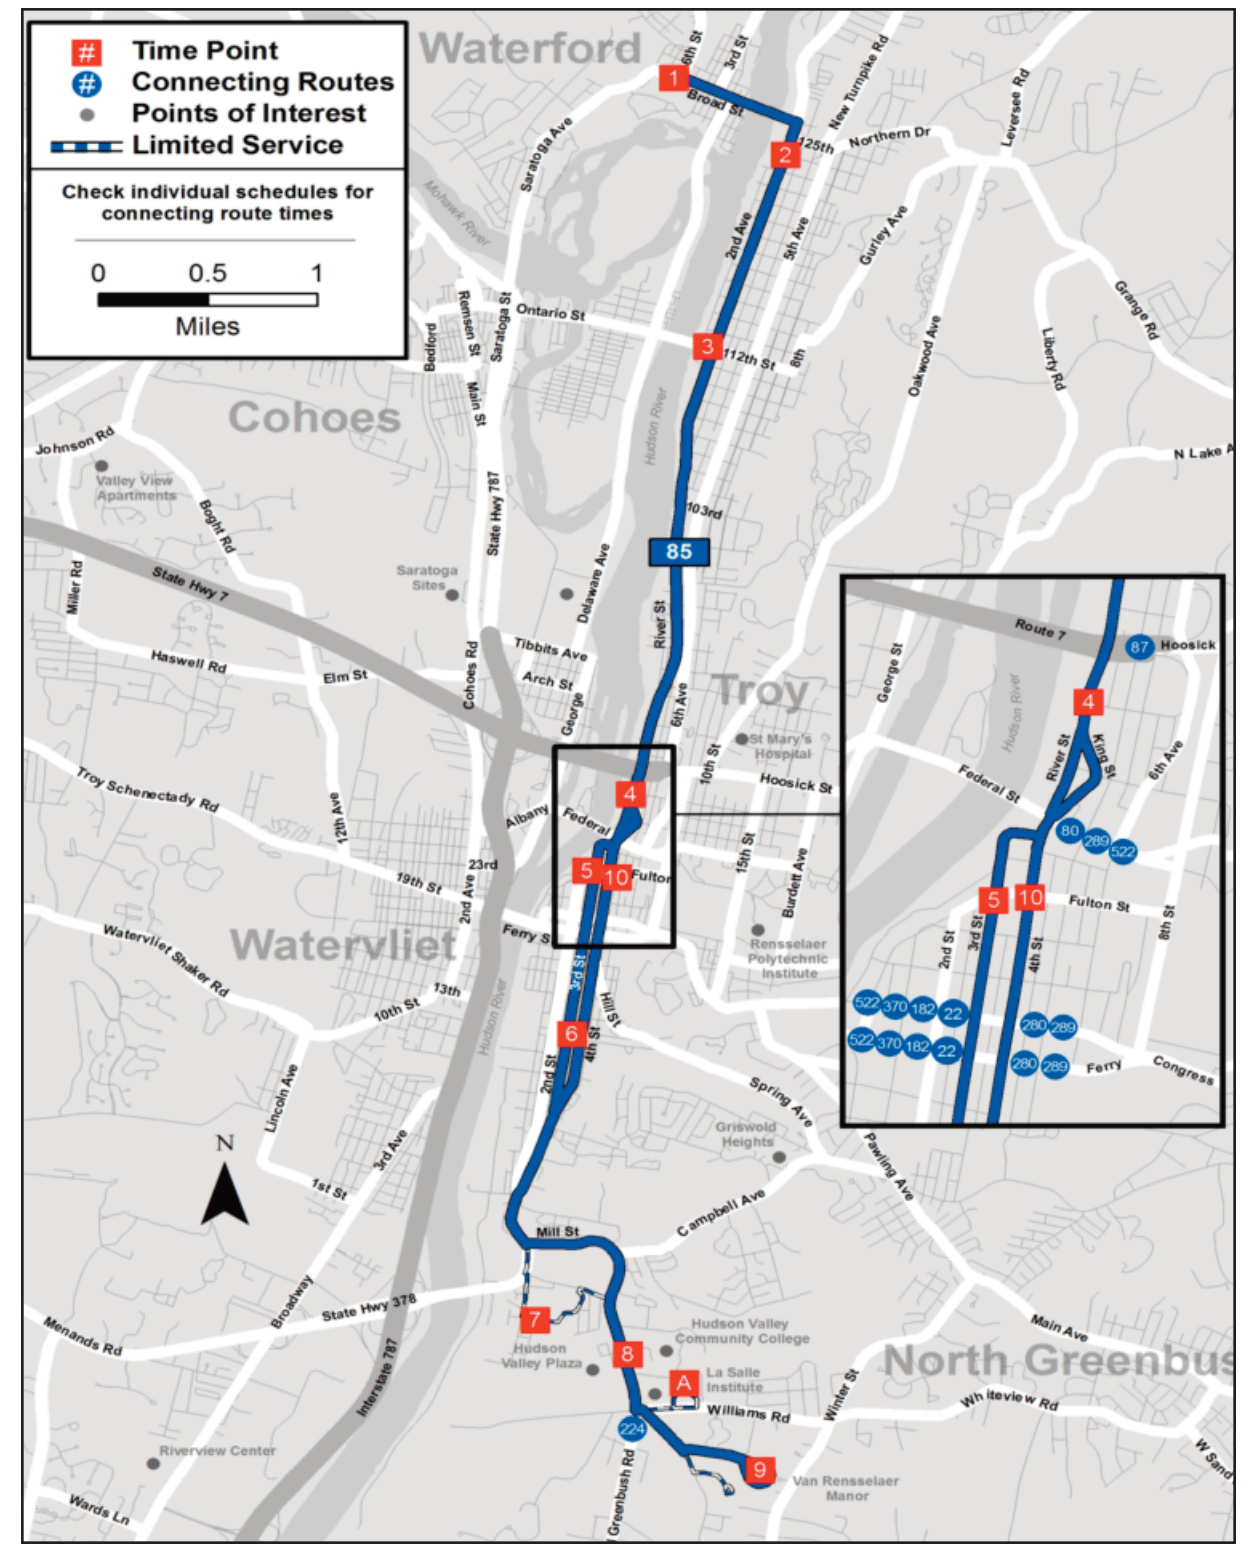 Waterford
# Time Point
# Connecting Routes
Points of Interest
Limited Service
Check individual schedules for
connecting route times
0 0.5 1
Miles
6th St
3rd St
1
Broad St
New Turnpike Rd
Leversee Rd
Northern Dr
125th
2
Saratoga Ave
Mohawk River
2nd Ave
5th Ave
Gurley Ave
Grange Rd
Remsen St
Saratoga St
Ontario St
Bedford
3
112th St
8th
Oakwood Ave
Liberty Rd
Main St
Cohoes
Hudson River
Johnson Rd
Valley View
Apartments
N Lake A
Boght Rd
State Hwy 787
103rd
85
State Hwy 7
Saratoga
Sites
Delaware Ave
Miller Rd
River St
Haswell Rd
Elm St
Cohoes Rd
Tibbits Ave
Arch St
George
Troy
6th Ave
St Mary's
Hospital
10th St
Hoosick St
Troy Schenectady Rd
12th Ave
Albany
Federal
4
5
10
Fulton
23rd
19th St
2nd Ave
15th St
Burdett Ave
Route 7
87
Hoosick
George St
Hudson River
4
River St
King St
6th Ave
Federal St
80
289
522
5
10
Fulton St
2nd St
3rd St
4th St
8th St
522 370 182 22
280 289
522 370 182 22
280 289
Ferry
Congress
Watervliet
Ferry S
Rensselaer
Polytechnic
Institute
Watervliet Shaker Rd
10th St
13th
Hudson River
3rd St
Hill St
6
4th St
2nd St
Lincoln Ave
Spring Ave
Griswold
Heights
Pawling Ave
N
1st St
3rd Ave
Campbell Ave
Mill St
Broadway
State Hwy 378
Menands Rd
7
Hudson
Valley Plaza
8
Hudson Valley
Community College
Main Ave
North Greenbus
Interstate 787
A
La Salle
Institute
Williams Rd
Winter St
Whiteview Rd
224
W Sand
Riverview Center
9
Van Rensselaer
Manor
Wards Ln
Greenbush Rd